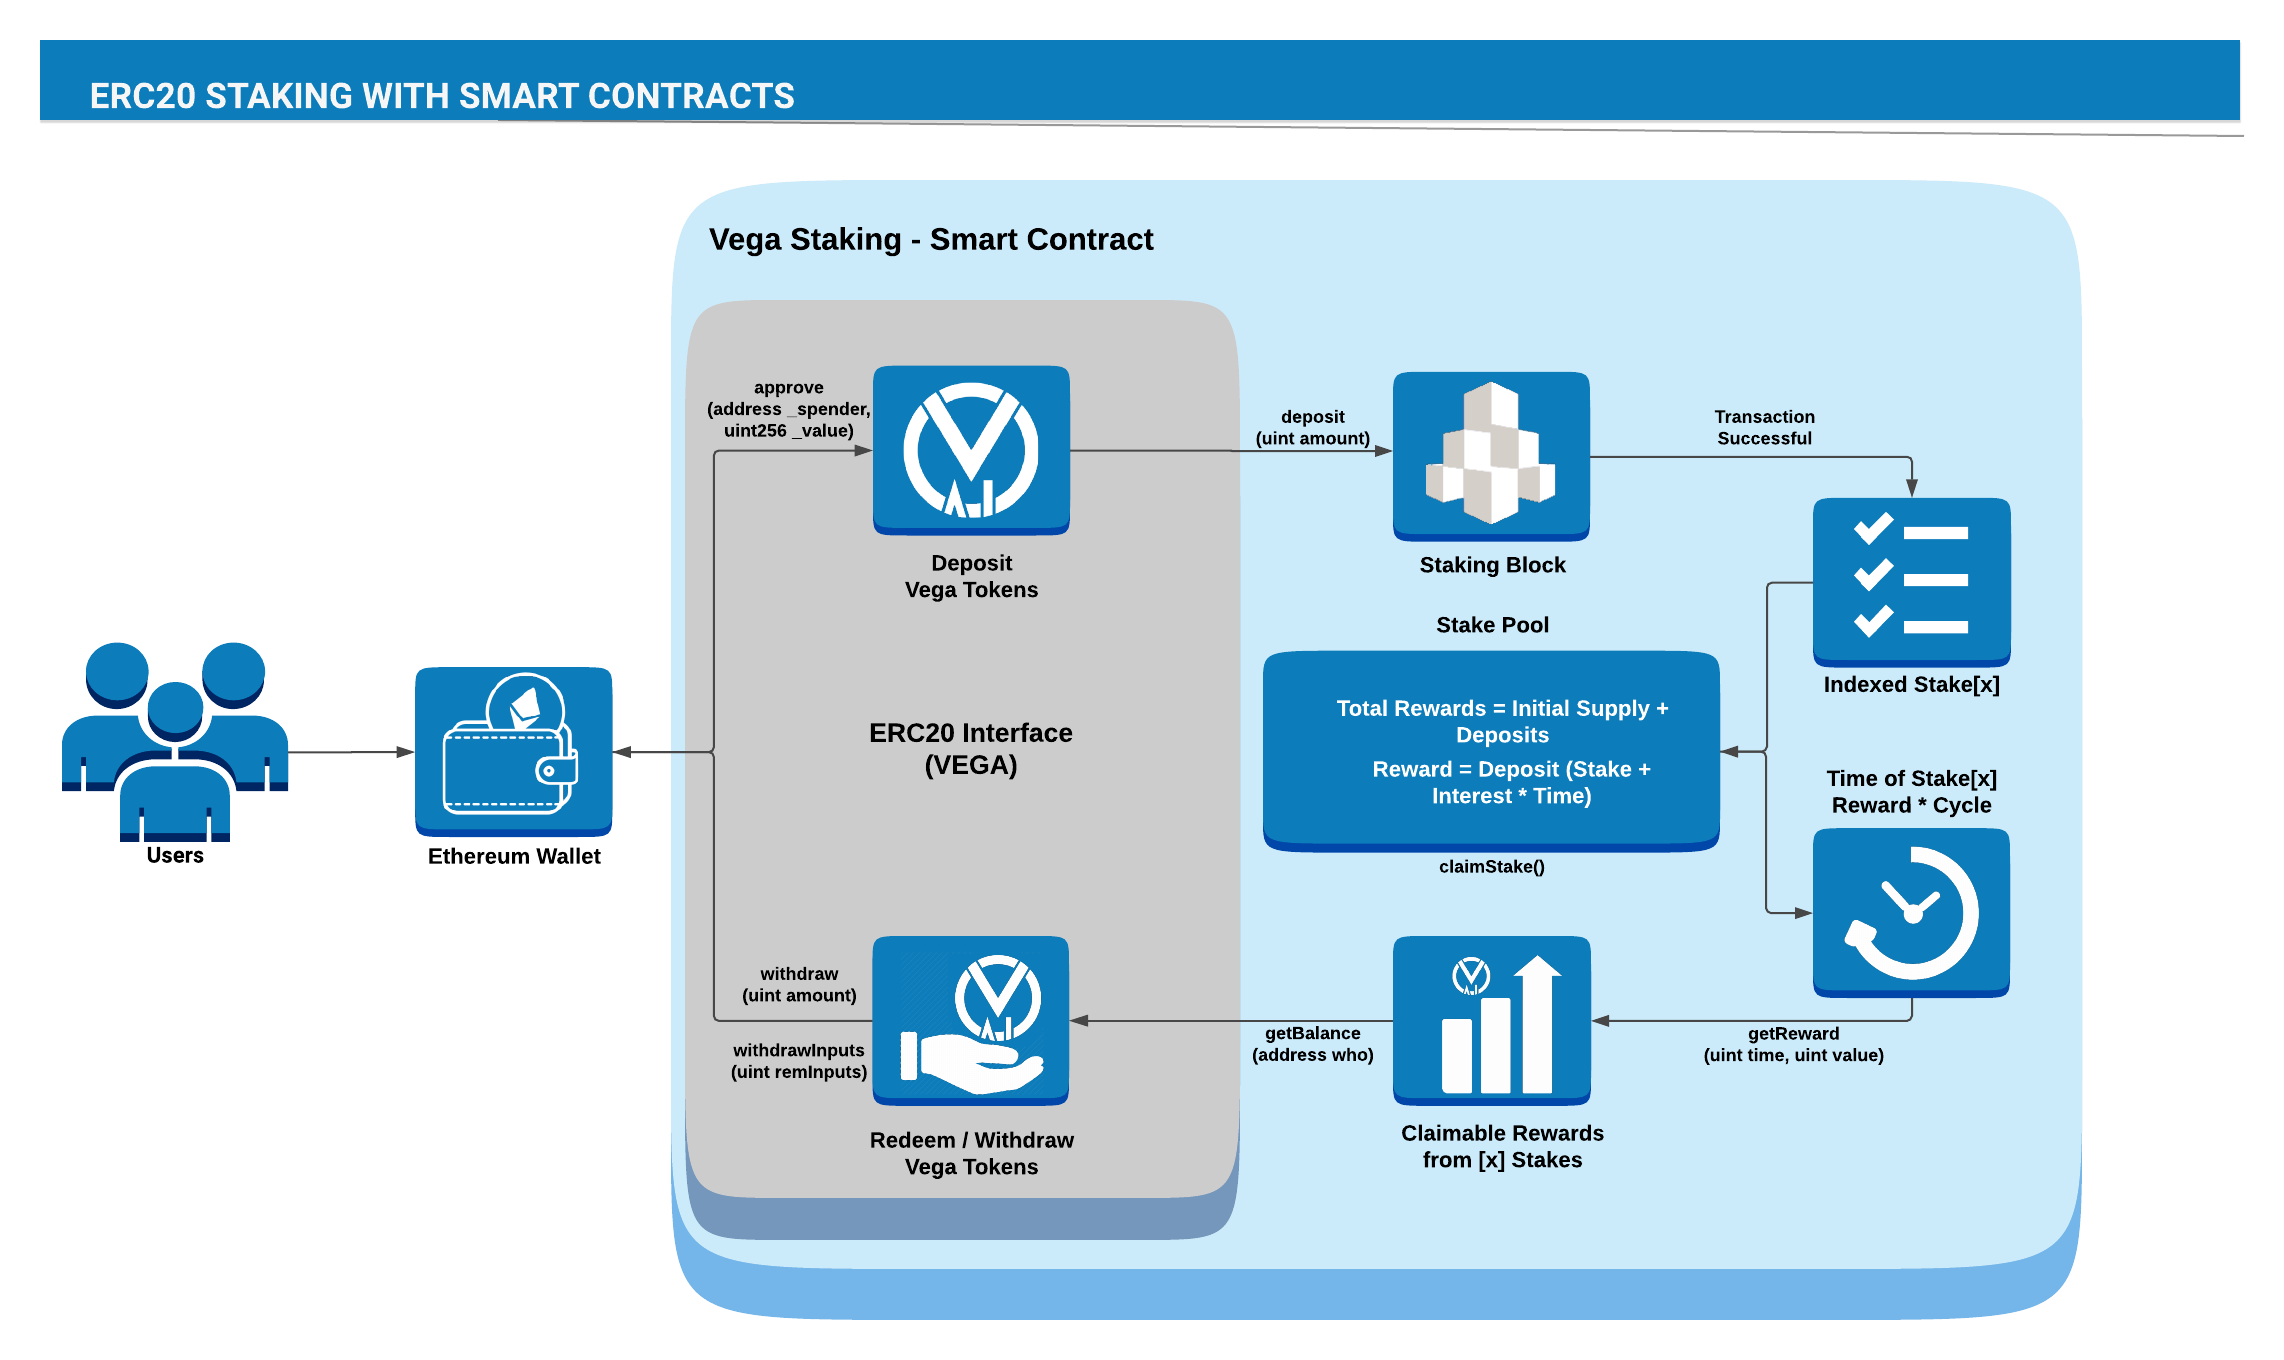 ERC20 STAKING WITH SMART CONTRACTS
Vega Staking - Smart Contract
approve
(address _spender,
uint256 _value)
deposit
(uint amount)
Transaction
Successful
Deposit
Vega Tokens
Staking Block
Stake Pool
Indexed Stake[x]
Total Rewards = Initial Supply +
Deposits
Reward = Deposit (Stake +
Interest * Time)
claimStake()
ERC20 Interface
(VEGA)
Users
Ethereum Wallet
Time of Stake[x]
Reward * Cycle
withdraw
(uint amount)
withdrawInputs
(uint remInputs)
getBalance
(address who)
getReward
(uint time, uint value)
Redeem / Withdraw
Vega Tokens
Claimable Rewards
from [x] Stakes